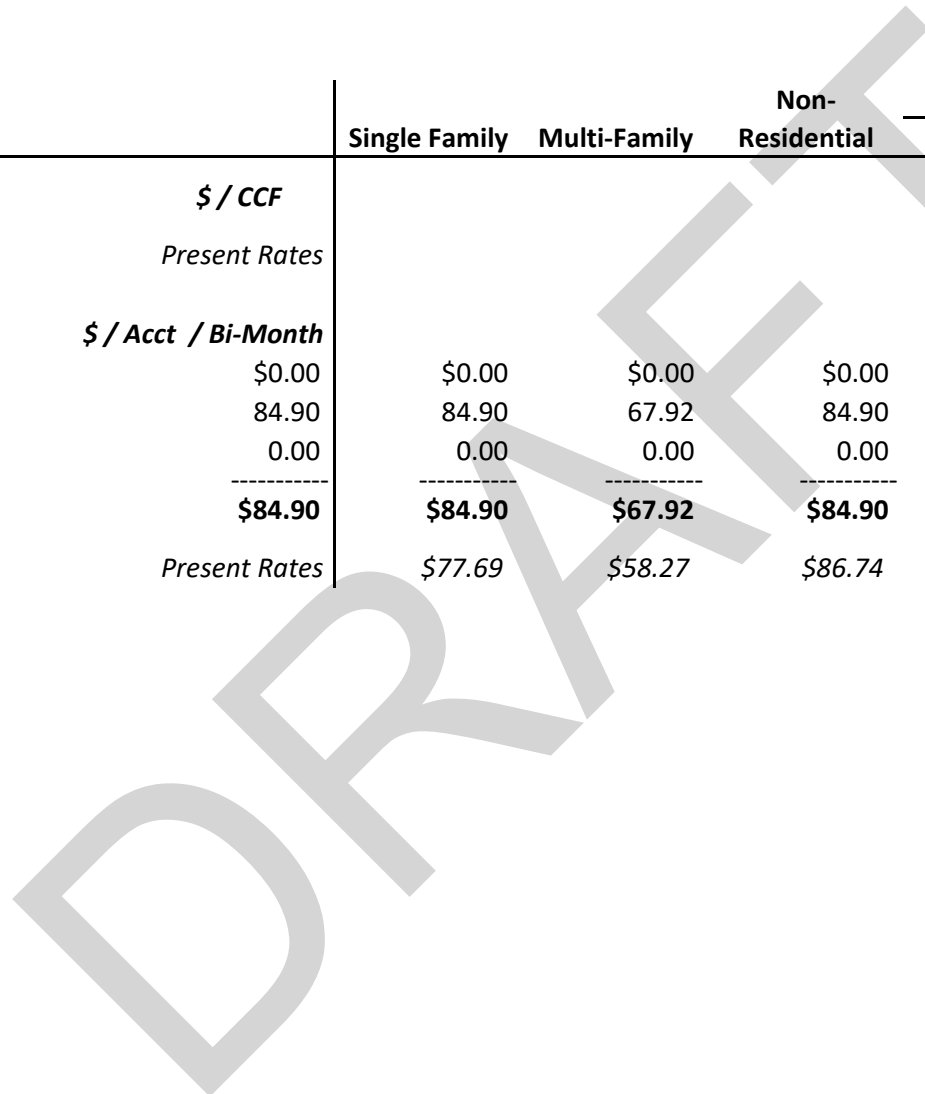 Non-
Single Family Multi-Family Residential
$ / CCF
Present Rates
$ / Acct / Bi-Month
$0.00 $0.00 $0.00 $0.00
84.90 84.90 67.92 84.90
0.00 0.00 0.00 0.00
----------- ----------- ----------- -----------
$84.90 $84.90 $67.92 $84.90
Present Rates $77.69 $58.27 $86.74
DRAFT